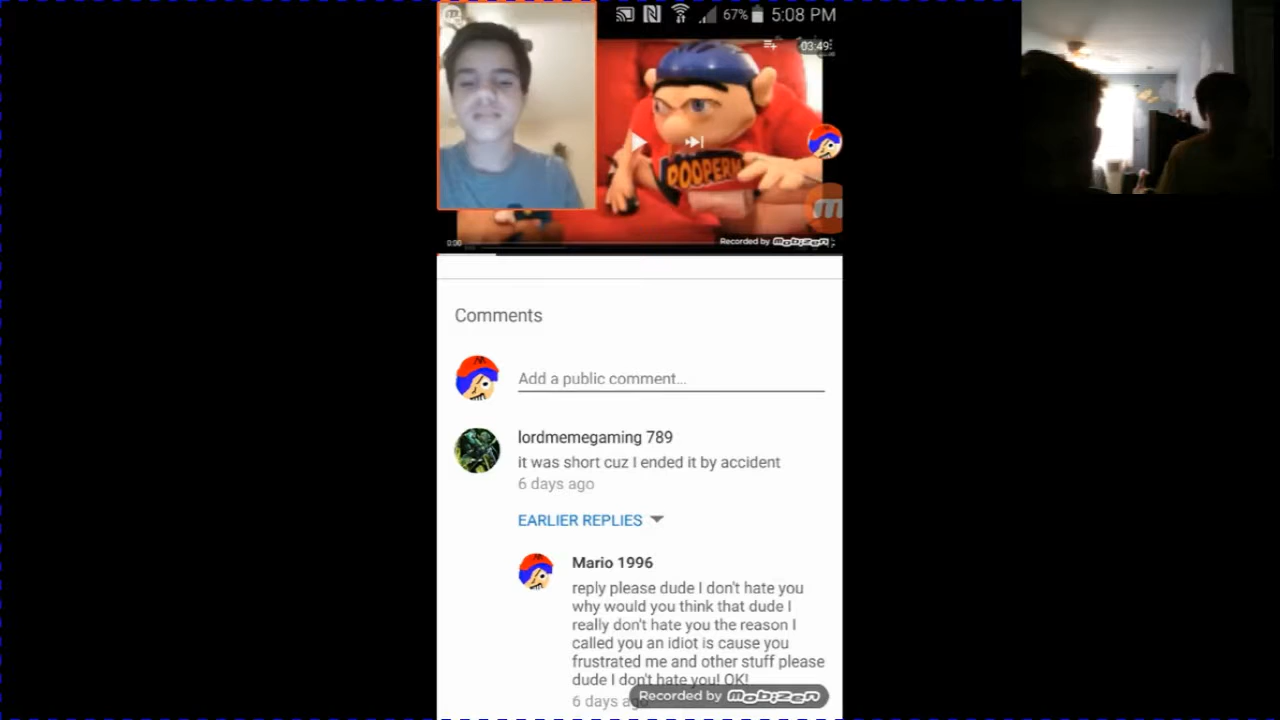 67% 5:08 PM
03:49
POOPERM
0:00
Recorded by mobizen
Comments
Add a public comment...
lordmemegaming 789
it was short cuz I ended it by accident
6 days ago
EARLIER REPLIES
Mario 1996
reply please dude I don't hate you
why would you think that dude I
really don't hate you the reason I
called you an idiot is cause you
frustrated me and other stuff please
dude I don't hate you! OK!
6 days ago
Recorded by mobizen